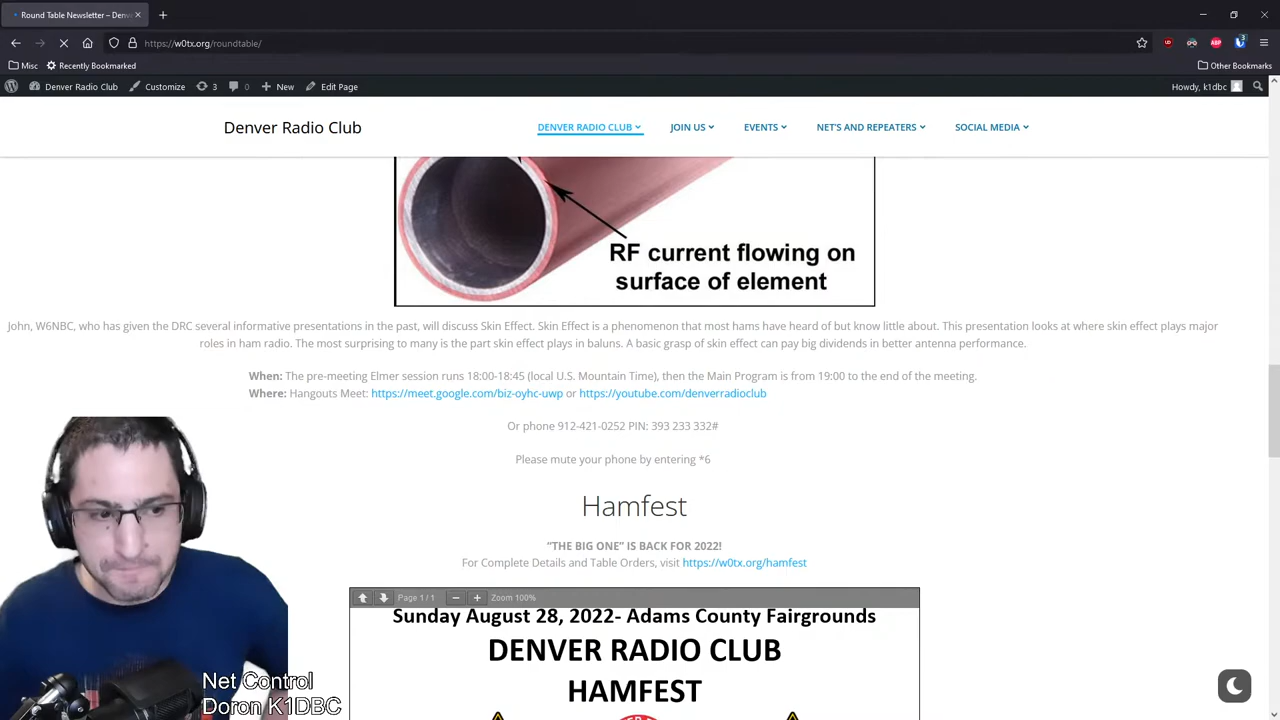 Round Table Newsletter – Denv
https://w0tx.org/roundtable/
Misc
Recently Bookmarked
Other Bookmarks
Denver Radio Club
Customize
3
0
New
Edit Page
Howdy, k1dbc
Denver Radio Club
DENVER RADIO CLUB
JOIN US
EVENTS
NET'S AND REPEATERS
SOCIAL MEDIA
RF current flowing on
surface of element
John, W6NBC, who has given the DRC several informative presentations in the past, will discuss Skin Effect. Skin Effect is a phenomenon that most hams have heard of but know little about. This presentation looks at where skin effect plays major
roles in ham radio. The most surprising to many is the part skin effect plays in baluns. A basic grasp of skin effect can pay big dividends in better antenna performance.
When: The pre-meeting Elmer session runs 18:00-18:45 (local U.S. Mountain Time), then the Main Program is from 19:00 to the end of the meeting.
Where: Hangouts Meet: https://meet.google.com/biz-oyhc-uwp or https://youtube.com/denverradioclub
Or phone 912-421-0252 PIN: 393 233 332#
Please mute your phone by entering *6
Hamfest
“THE BIG ONE” IS BACK FOR 2022!
For Complete Details and Table Orders, visit https://w0tx.org/hamfest
Page 1 / 1
Zoom 100%
Sunday August 28, 2022- Adams County Fairgrounds
DENVER RADIO CLUB
HAMFEST
Net Control
Doron K1DBC